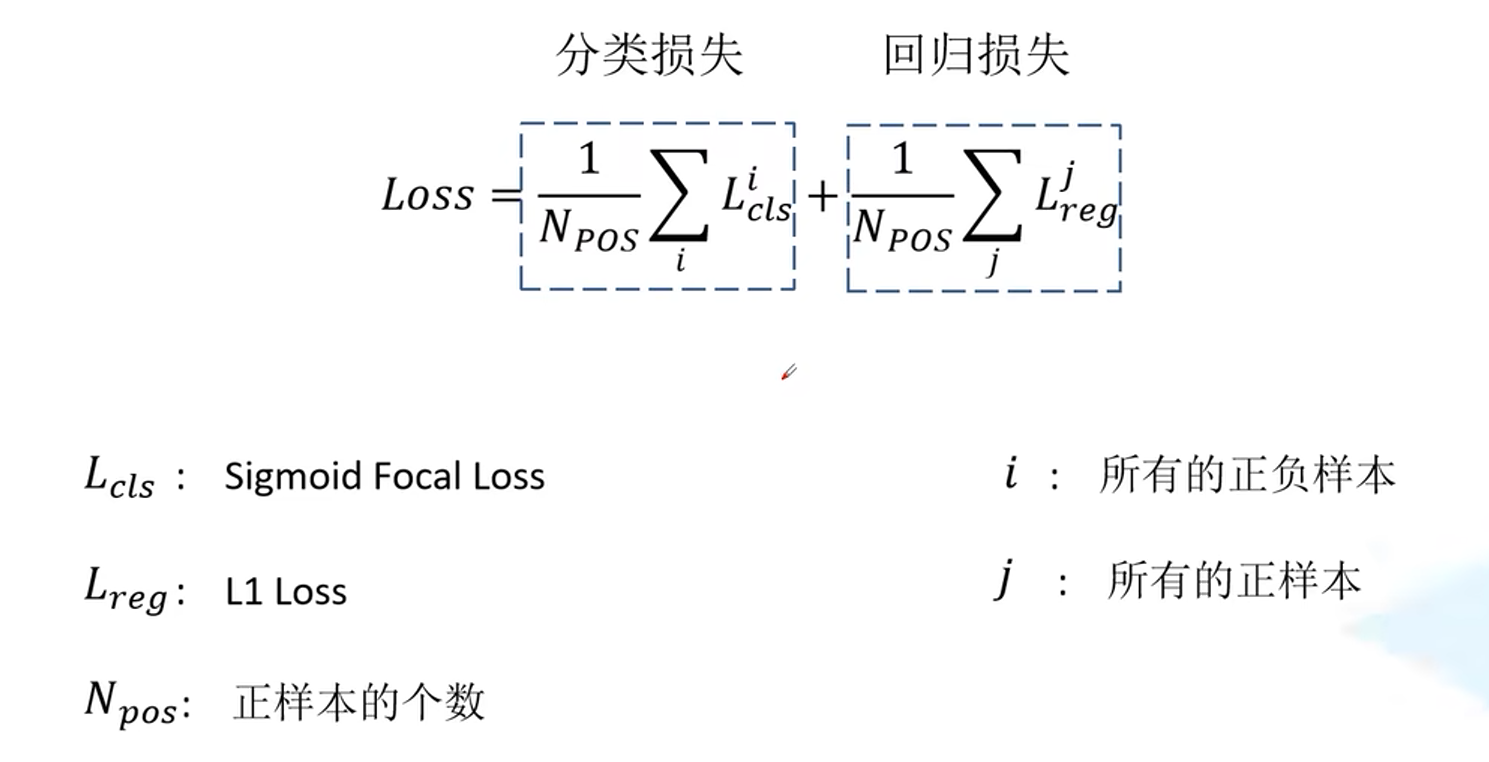 分类损失 回归损失
$Loss = \frac{1}{N_{POS}} \sum_{i} L_{cls}^{i} + \frac{1}{N_{POS}} \sum_{j} L_{reg}^{j}$
$L_{cls}$ : Sigmoid Focal Loss
$i$ : 所有的正负样本
$L_{reg}$ : L1 Loss
$j$ : 所有的正样本
$N_{pos}$ : 正样本的个数